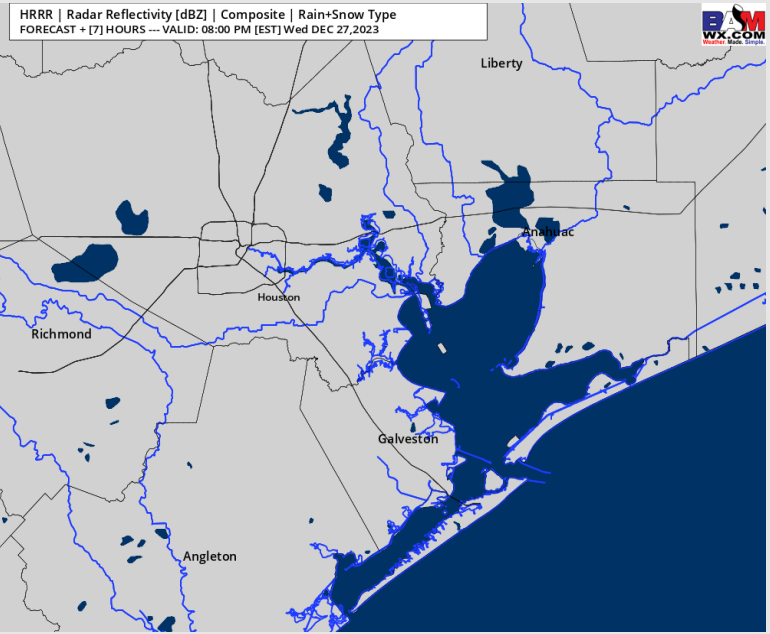 HRRR | Radar Reflectivity [dBZ] | Composite | Rain+Snow Type
FORECAST + [7] HOURS --- VALID: 08:00 PM [EST] Wed DEC 27,2023
BAM
WX.COM
Weather. Made. Simple.
Liberty
Anahuac
Houston
Richmond
Galveston
Angleton